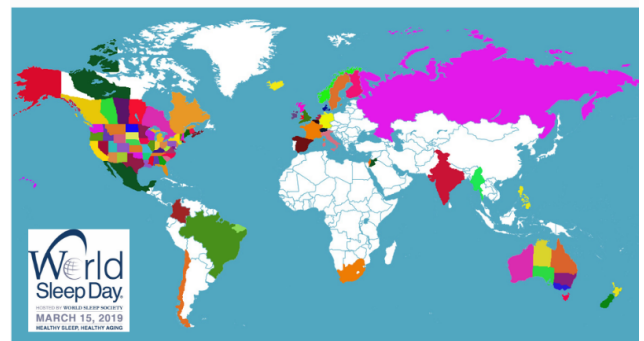 World
Sleep Day®
HOSTED BY WORLD SLEEP SOCIETY
MARCH 15, 2019
HEALTHY SLEEP, HEALTHY AGING